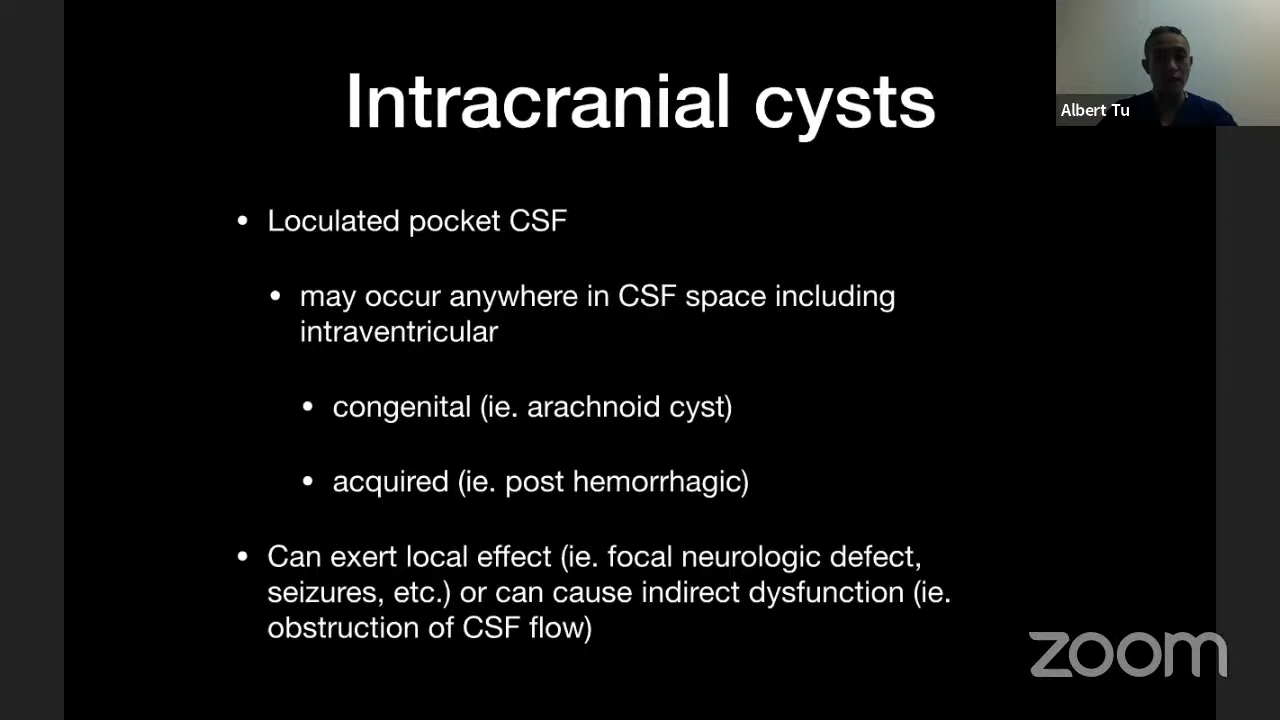 Intracranial cysts
Albert Tu
• Loculated pocket CSF
• may occur anywhere in CSF space including
intraventricular
• congenital (ie. arachnoid cyst)
• acquired (ie. post hemorrhagic)
• Can exert local effect (ie. focal neurologic defect,
seizures, etc.) or can cause indirect dysfunction (ie.
obstruction of CSF flow)
zoom